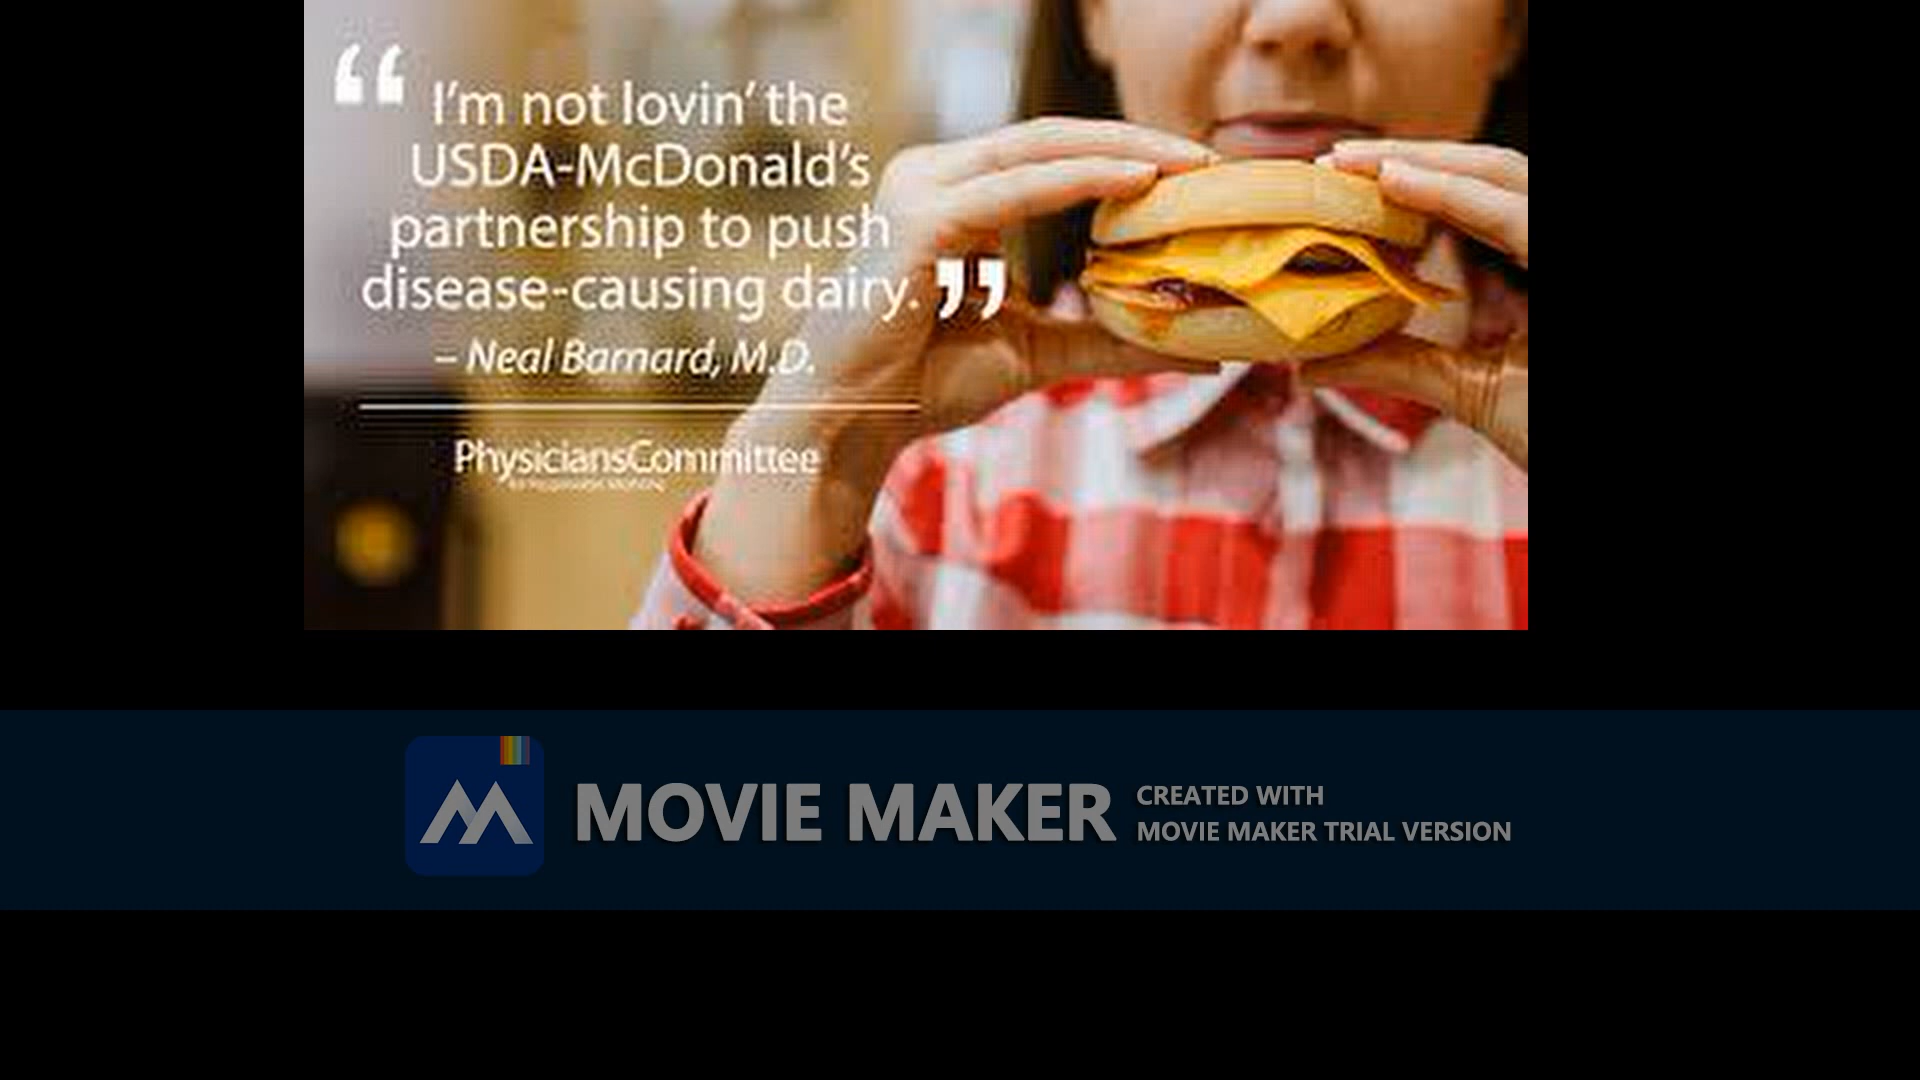 “ I’m not lovin’ the
USDA-McDonald’s
partnership to push
disease-causing dairy. ”
– Neal Barnard, M.D.
PhysiciansCommittee
MOVIE MAKER
CREATED WITH
MOVIE MAKER TRIAL VERSION